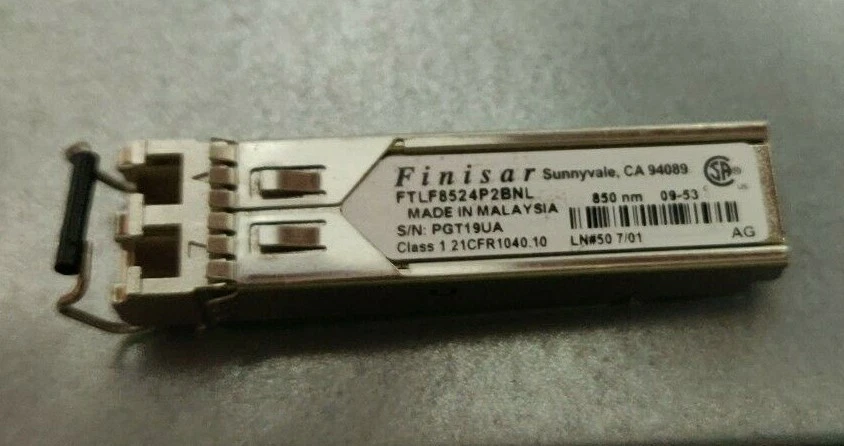 Finisar Sunnyvale, CA 94089
FTLF8524P2BNL 850 nm 09-53
MADE IN MALAYSIA
S/N: PGT19UA
Class 1 21CFR1040.10 LN#50 7/01 AG
SA